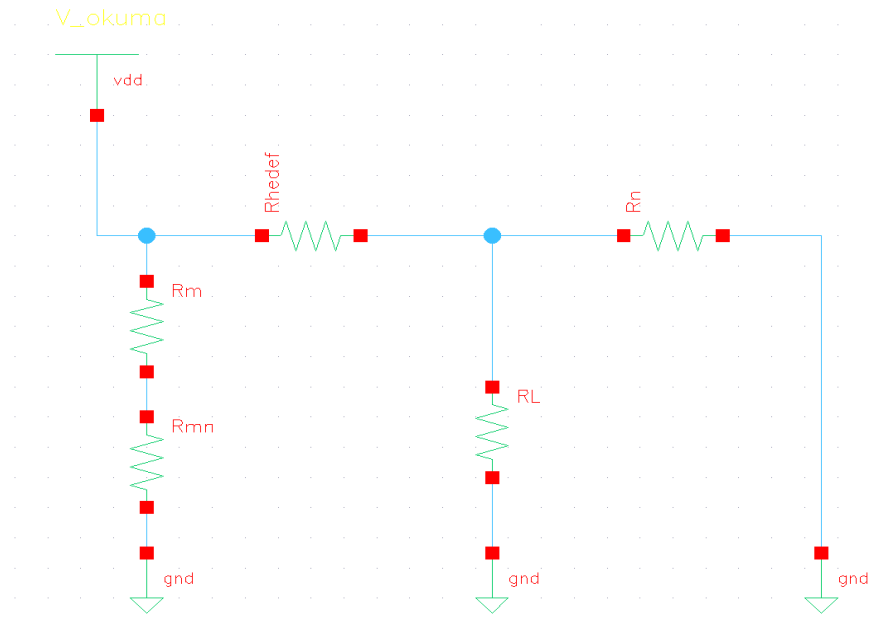 V_okuma
vdd
Rhedef
Rn
Rm
RL
Rmn
gnd
gnd
gnd